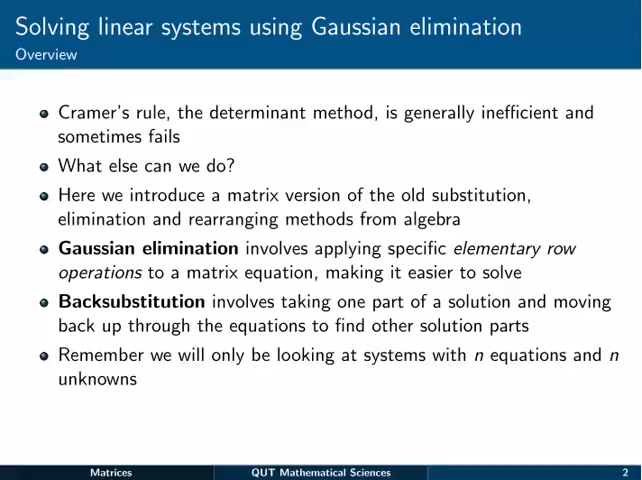 Solving linear systems using Gaussian elimination
Overview
Cramer's rule, the determinant method, is generally inefficient and
sometimes fails
What else can we do?
Here we introduce a matrix version of the old substitution,
elimination and rearranging methods from algebra
Gaussian elimination involves applying specific elementary row
operations to a matrix equation, making it easier to solve
Backsubstitution involves taking one part of a solution and moving
back up through the equations to find other solution parts
Remember we will only be looking at systems with n equations and n
unknowns
Matrices QUT Mathematical Sciences 2